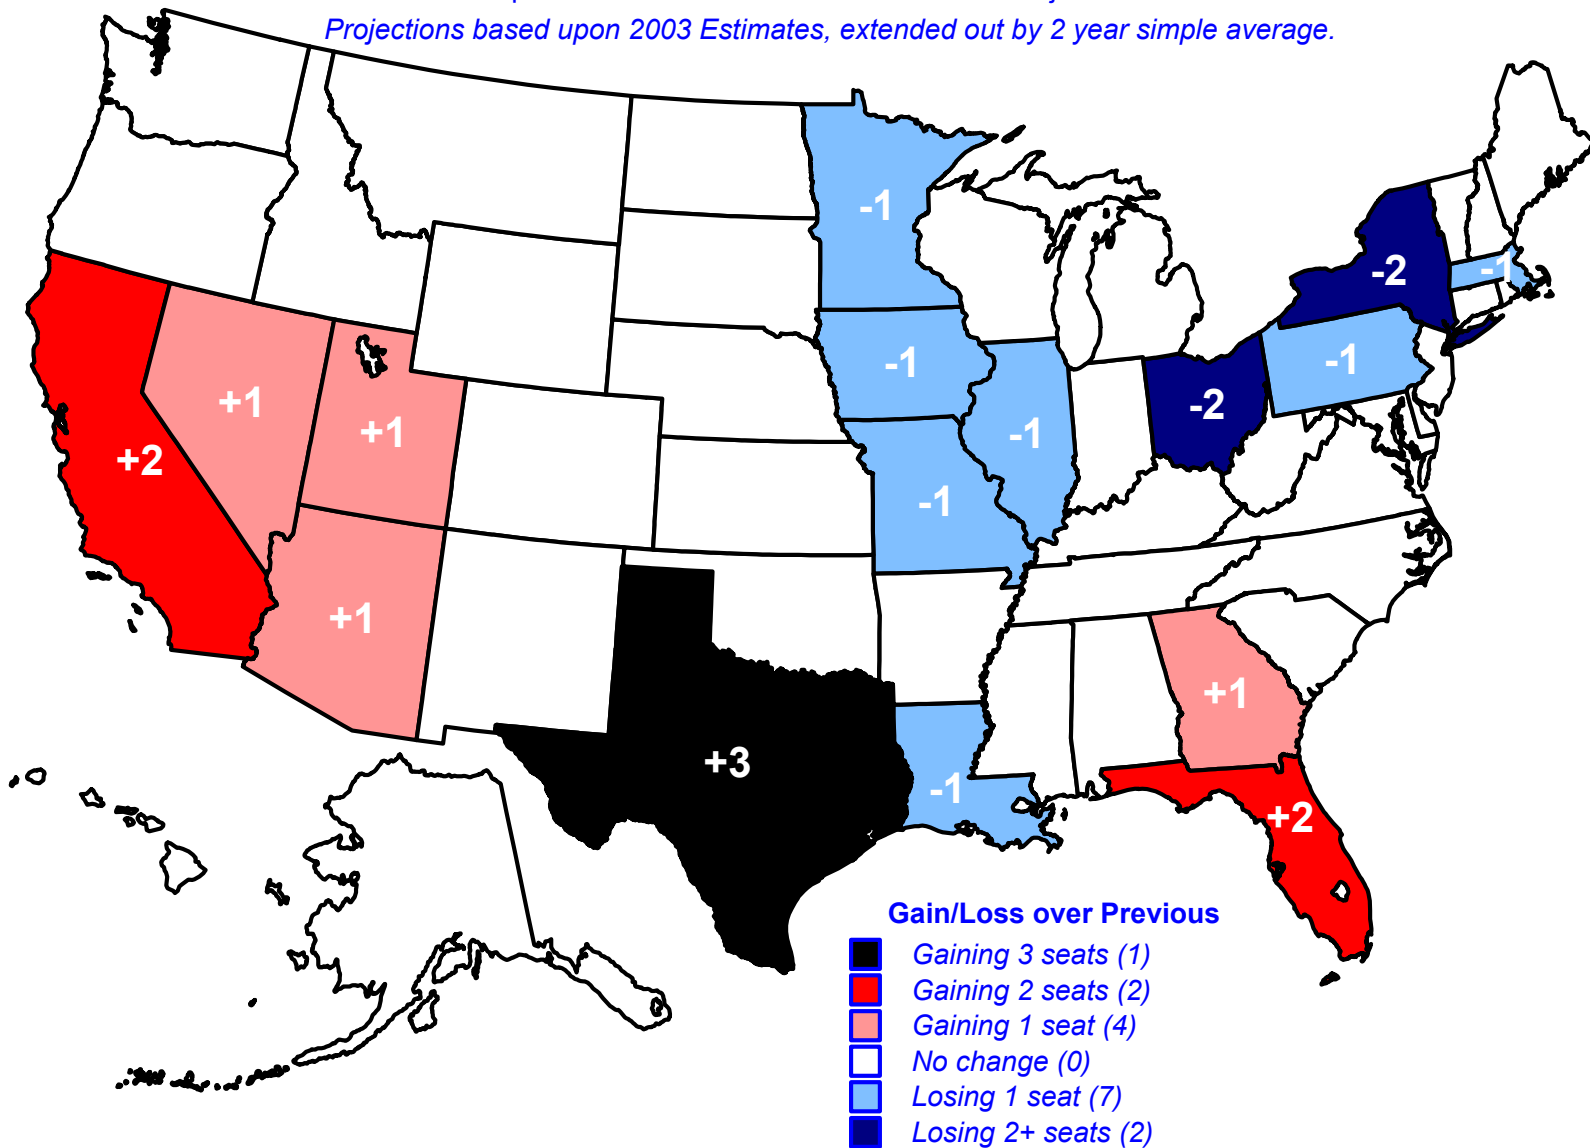 Projections based upon 2003 Estimates, extended out by 2 year simple average.
-1
-2
-1
-1
-1
+1
-2
+1
-1
+2
-1
+1
+1
+3
-1
+2
Gain/Loss over Previous
Gaining 3 seats (1)
Gaining 2 seats (2)
Gaining 1 seat (4)
No change (0)
Losing 1 seat (7)
Losing 2+ seats (2)